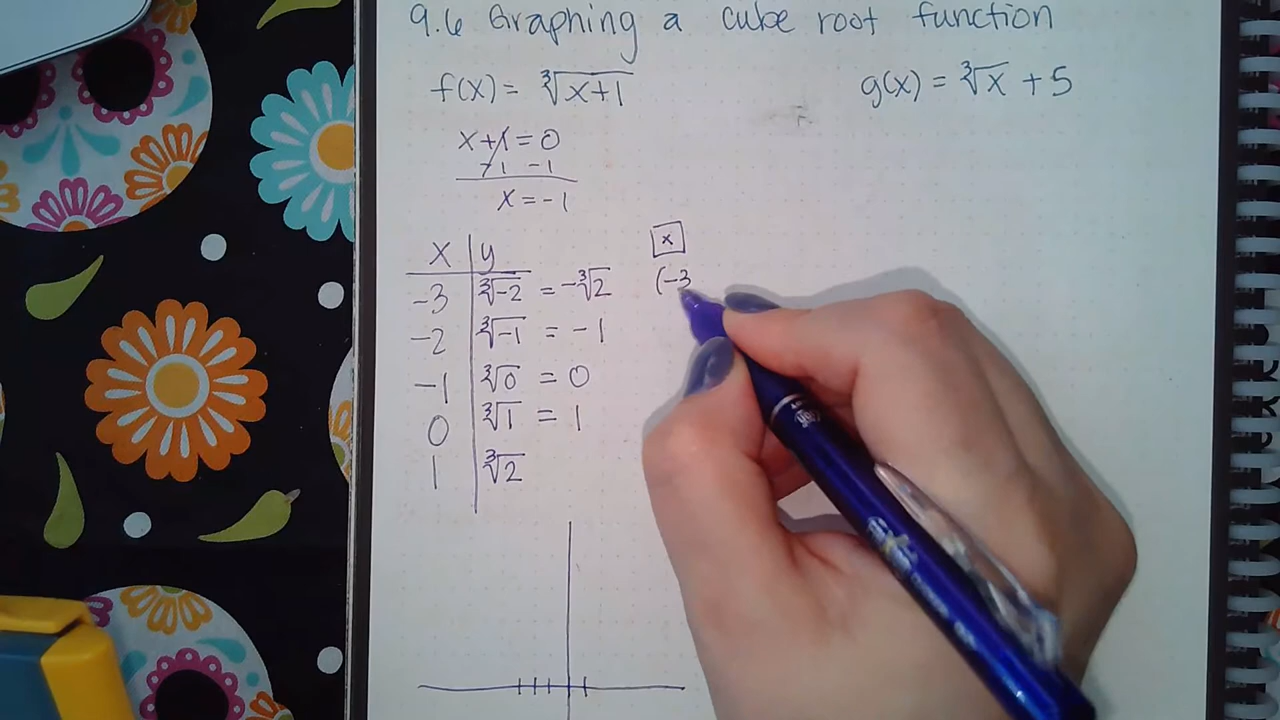 9.6 Graphing a cube root function
f(x) = ∛x+1
g(x) = ∛x + 5
x+1 = 0
-1 -1
x = -1
x y
-3 ∛-2 = -∛2
-2 ∛-1 = -1
-1 ∛0 = 0
0 ∛1 = 1
1 ∛2
x
(-3